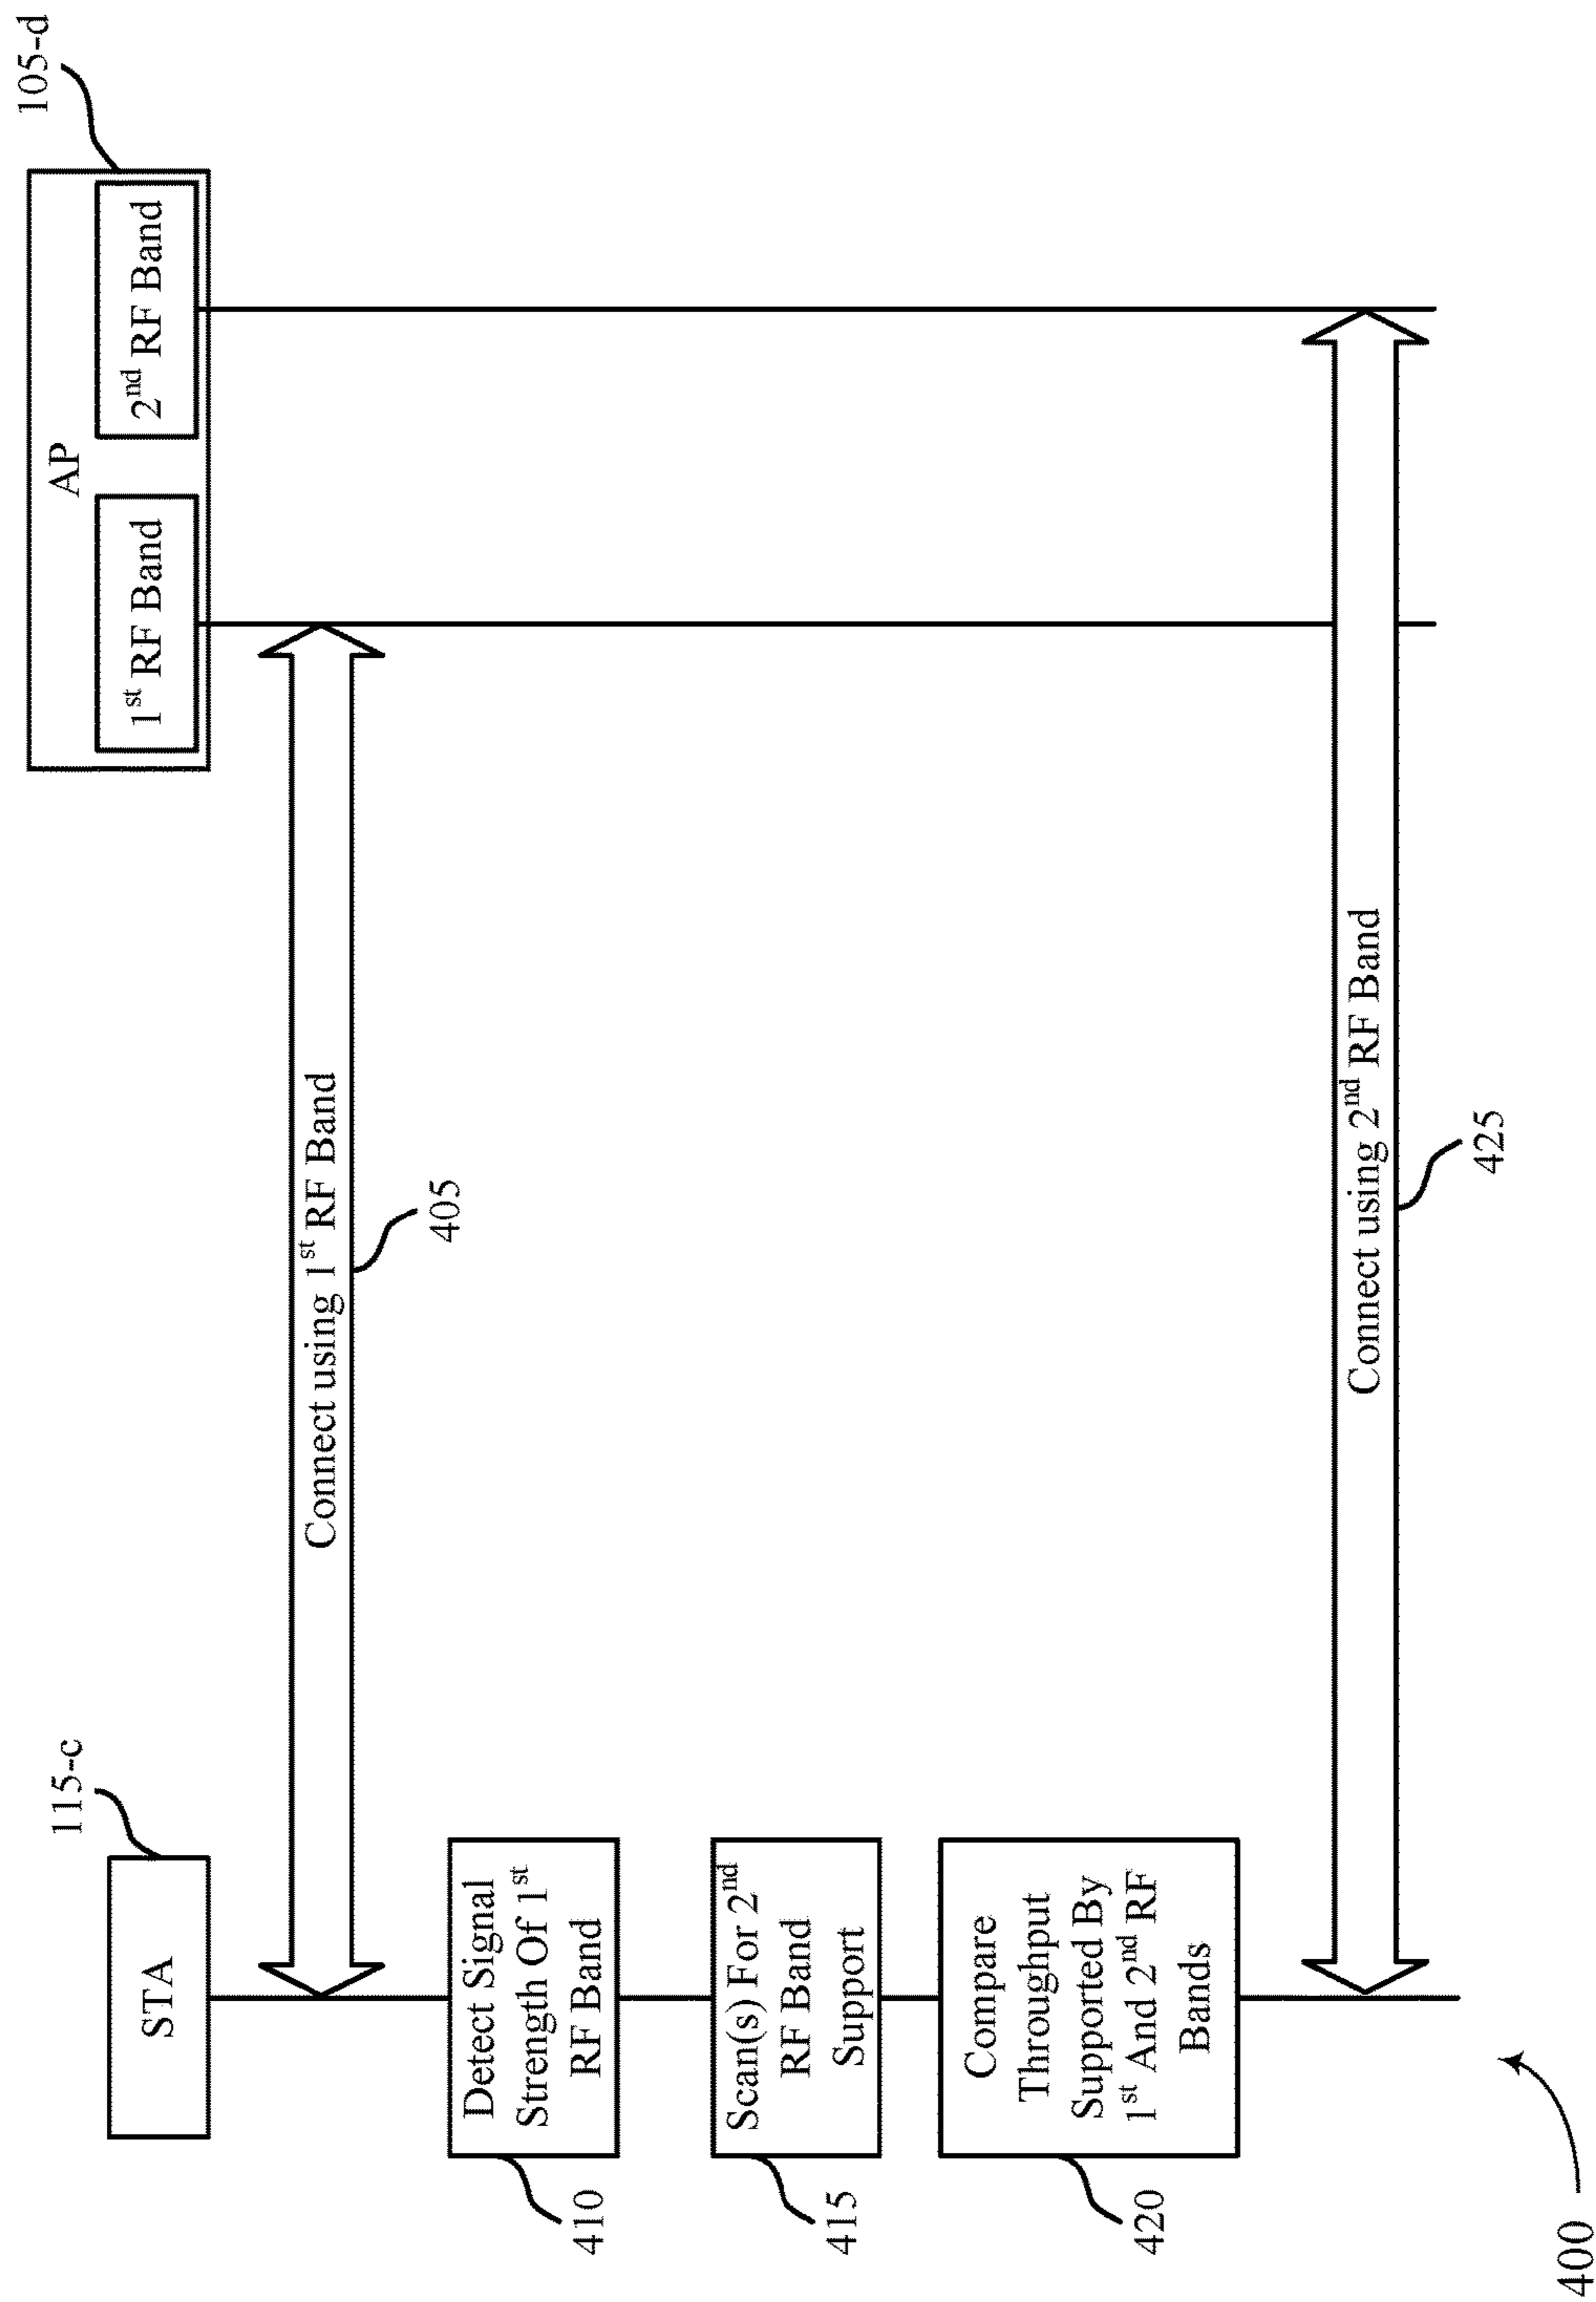 115-c
105-d
STA
AP
1st RF Band
2nd RF Band
Connect using 1st RF Band
405
Detect Signal
Strength Of 1st
RF Band
410
Scan(s) For 2nd
RF Band
Support
415
Compare
Throughput
Supported By
1st And 2nd RF
Bands
420
Connect using 2nd RF Band
425
400